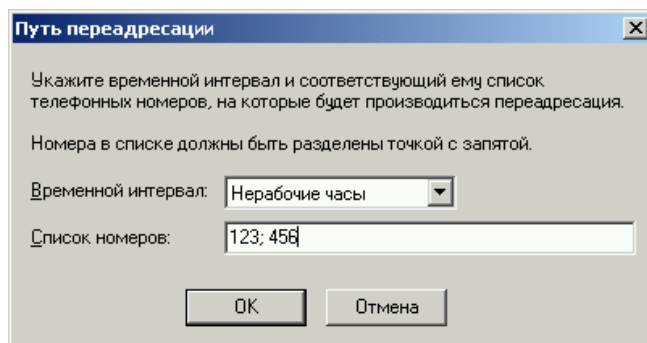 Путь переадресации
Укажите временной интервал и соответствующий ему список
телефонных номеров, на которые будет производиться переадресация.
Номера в списке должны быть разделены точкой с запятой.
Временной интервал: Нерабочие часы
Список номеров: 123; 456
OK Отмена